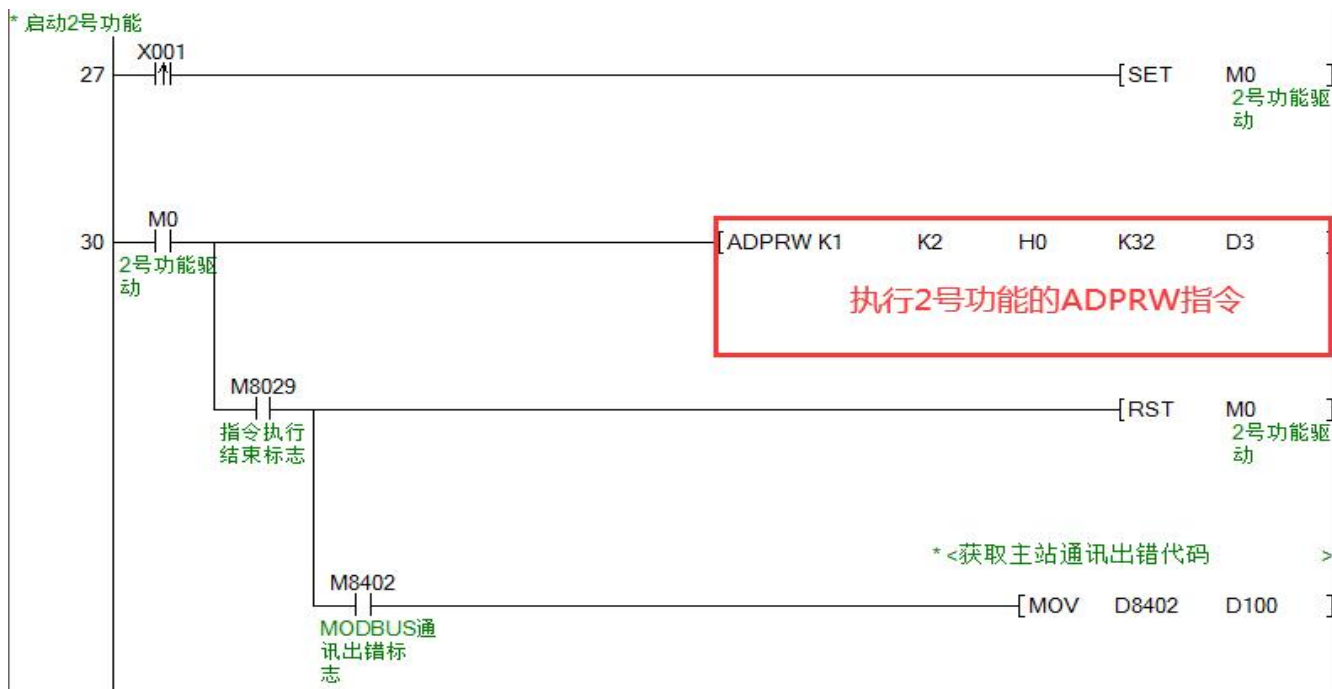 * 启动2号功能
X001
27
[SET M0 ]
2号功能驱
动
M0
30
[ADPRW K1 K2 H0 K32 D3 ]
2号功能驱
动
执行2号功能的ADPRW指令
M8029
[RST M0 ]
指令执行
结束标志
2号功能驱
动
* <获取主站通讯出错代码 >
M8402
[MOV D8402 D100 ]
MODBUS通
讯出错标
志